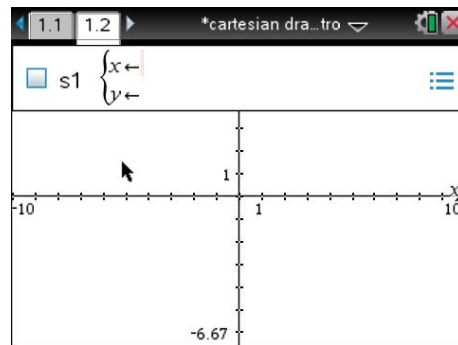 1.1 1.2 *cartesian dra…tro
s1 {x←
y←
1
x
-10 1 10
-6.67